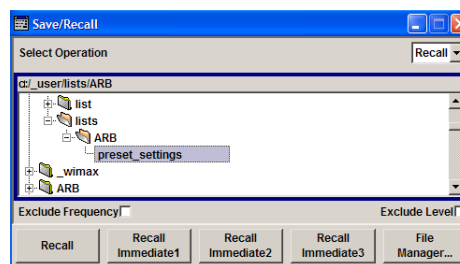 Save/Recall
Select Operation
Recall
a:/_user/lists/ARB
list
lists
ARB
preset_settings
_wimax
ARB
Exclude Frequency
Exclude Level
Recall
Recall Immediate1
Recall Immediate2
Recall Immediate3
File Manager...